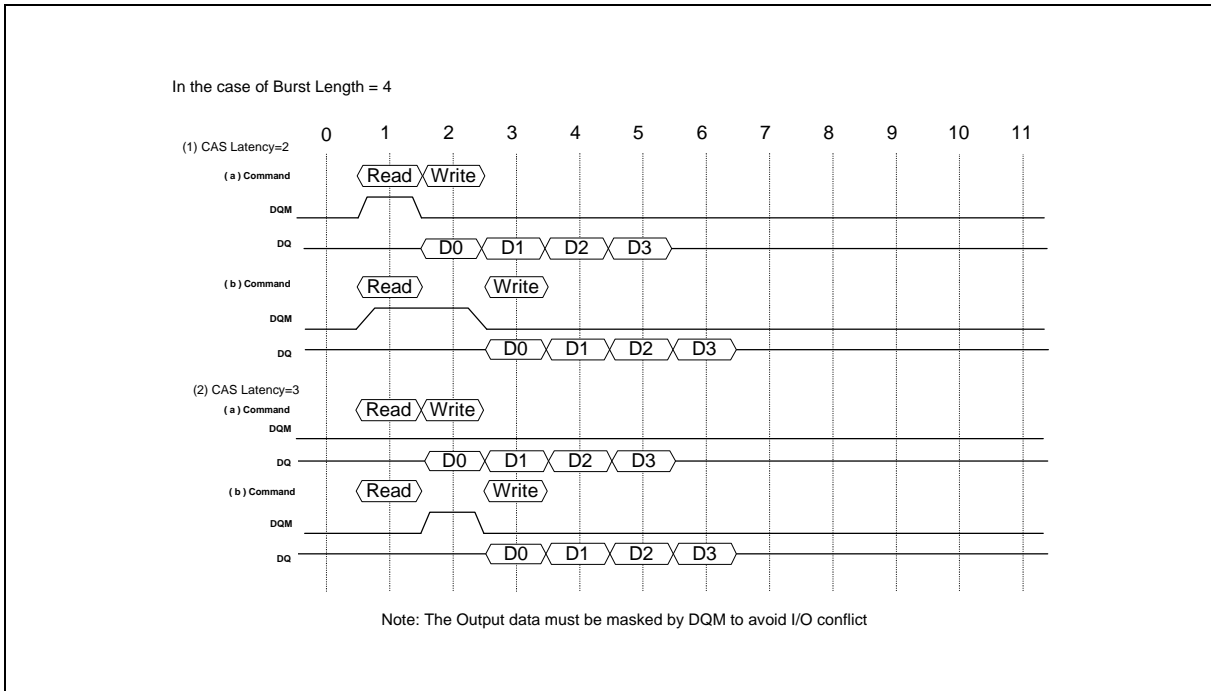 In the case of Burst Length = 4
0 1 2 3 4 5 6 7 8 9 10 11
(1) CAS Latency=2
( a ) Command Read Write
DQM
DQ D0 D1 D2 D3
( b ) Command Read Write
DQM
DQ D0 D1 D2 D3
(2) CAS Latency=3
( a ) Command Read Write
DQM
DQ D0 D1 D2 D3
( b ) Command Read Write
DQM
DQ D0 D1 D2 D3
Note: The Output data must be masked by DQM to avoid I/O conflict